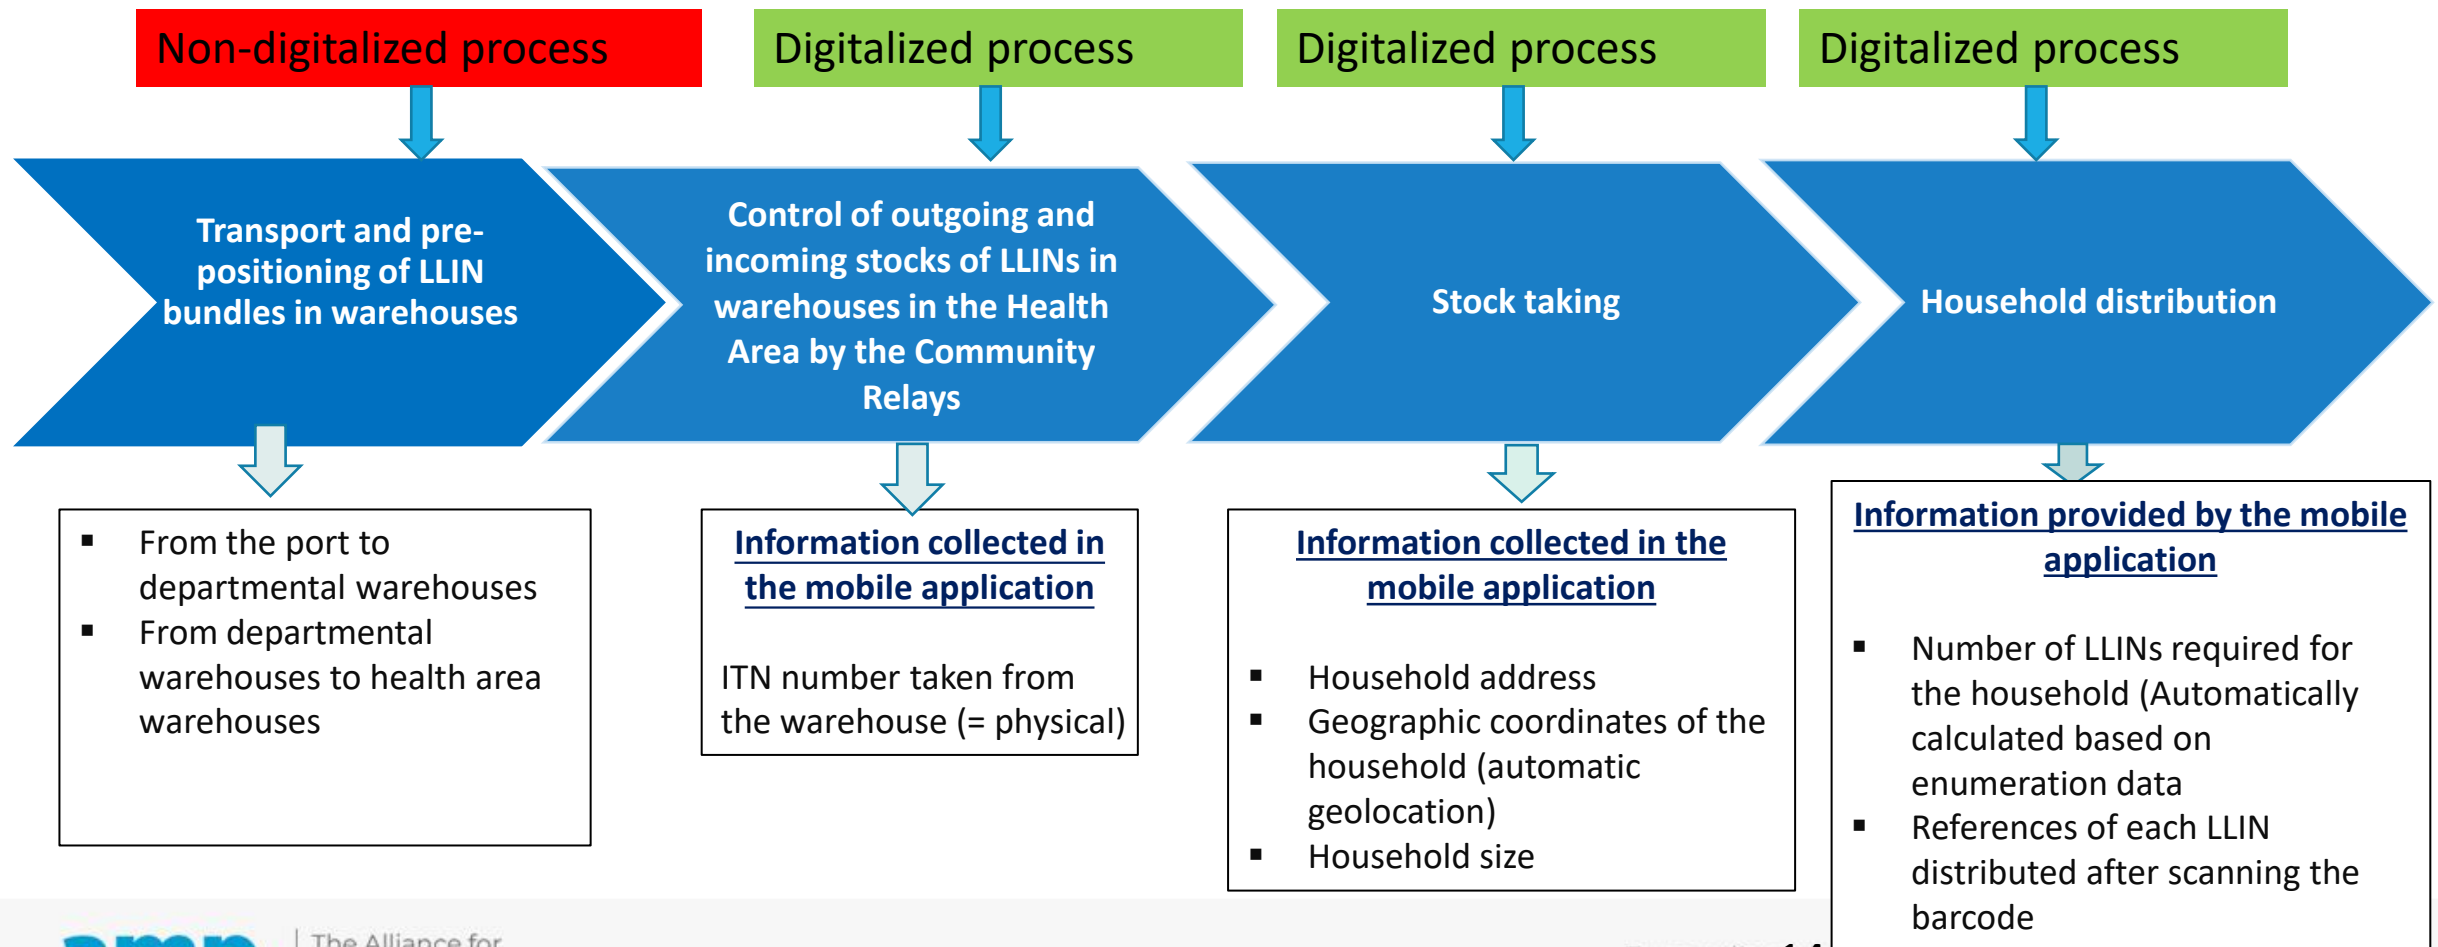 Non-digitalized process
Digitalized process
Digitalized process
Digitalized process
Transport and pre-
positioning of LLIN
bundles in warehouses
Control of outgoing and
incoming stocks of LLINs in
warehouses in the Health
Area by the Community
Relays
Stock taking
Household distribution
▪ From the port to
departmental warehouses
▪ From departmental
warehouses to health area
warehouses
Information collected in
the mobile application
ITN number taken from
the warehouse (= physical)
Information collected in the
mobile application
▪ Household address
▪ Geographic coordinates of the
household (automatic
geolocation)
▪ Household size
Information provided by the mobile
application
▪ Number of LLINs required for
the household (Automatically
calculated based on
enumeration data
▪ References of each LLIN
distributed after scanning the
barcode
amp
The Alliance for